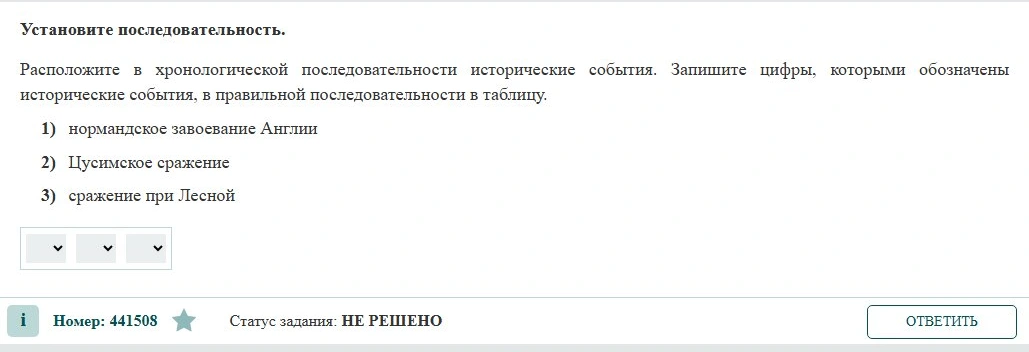 Установите последовательность.
Расположите в хронологической последовательности исторические события. Запишите цифры, которыми обозначены
исторические события, в правильной последовательности в таблицу.
1) нормандское завоевание Англии
2) Цусимское сражение
3) сражение при Лесной
i Номер: 441508 Статус задания: НЕ РЕШЕНО ОТВЕТИТЬ